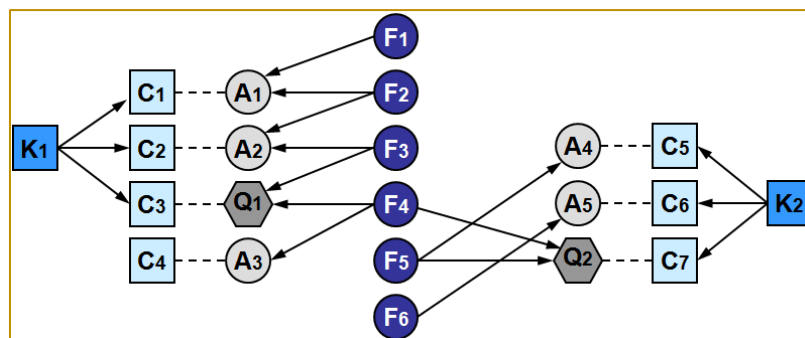 F1
C1 A1 F2
K1 C2 A2 F3 A4 C5
C3 Q1 F4 A5 C6 K2
C4 A3 F5 Q2 C7
F6